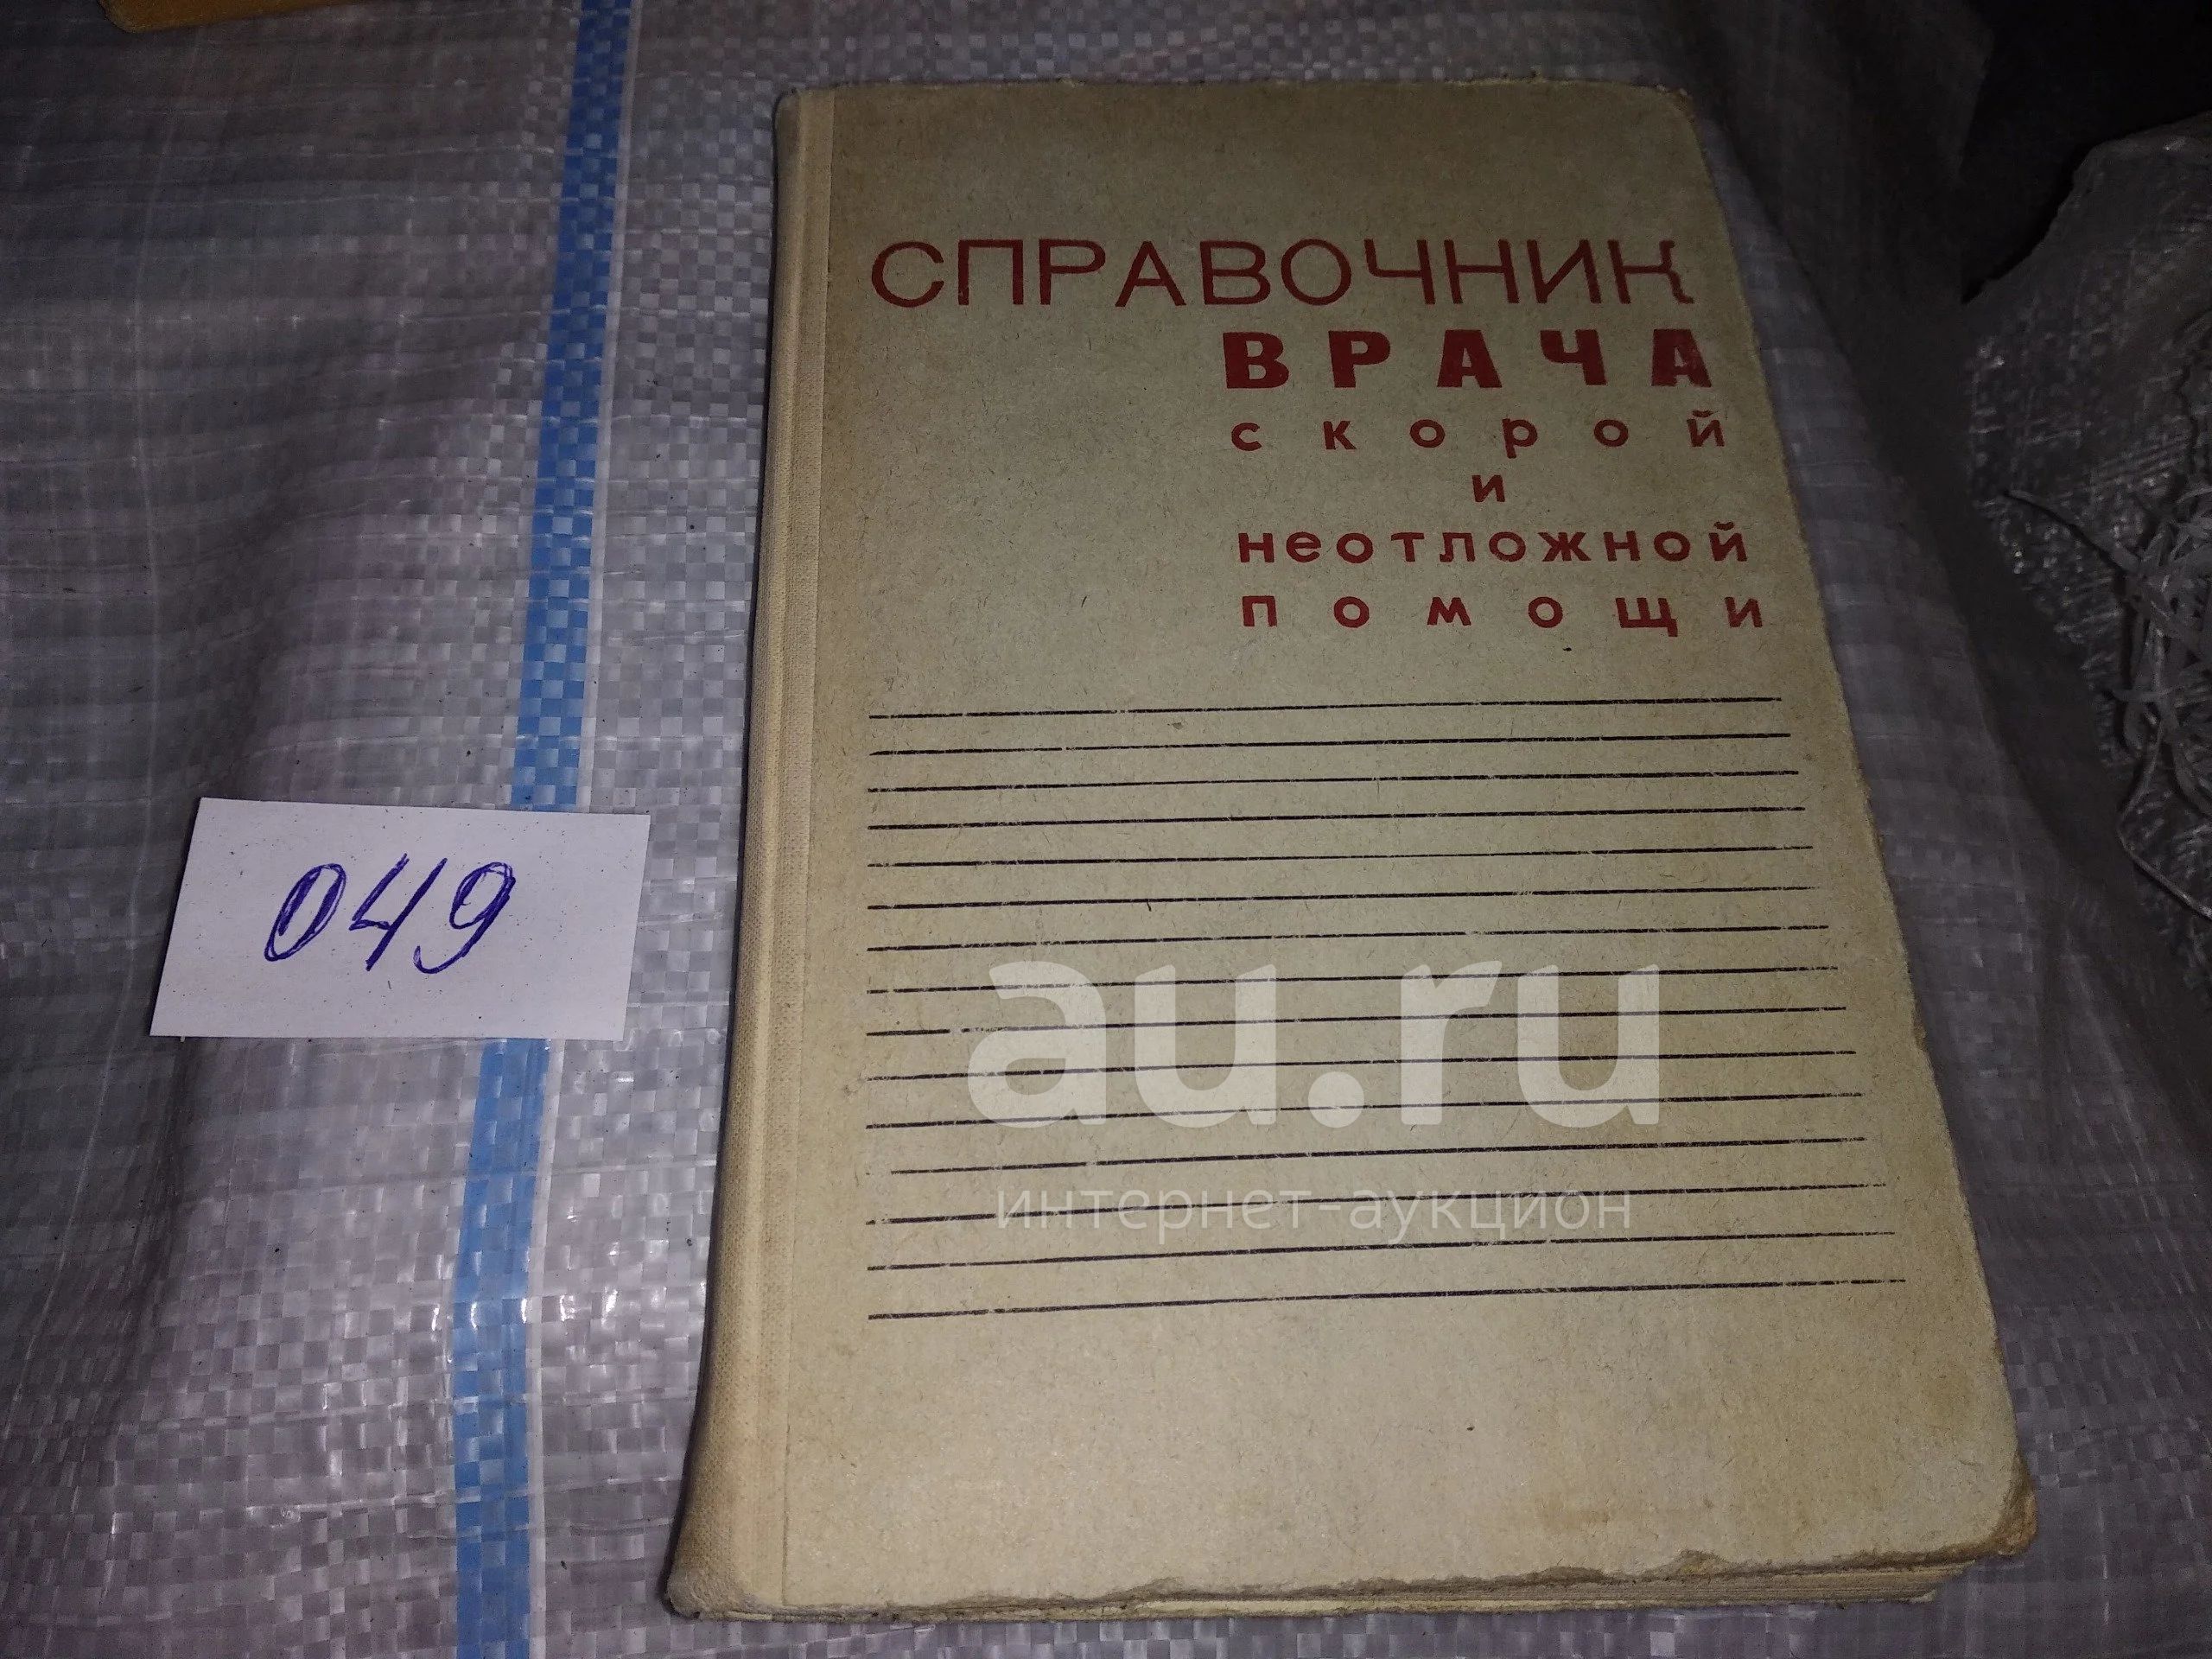 СПРАВОЧНИК
ВРАЧА
скорой
и
неотложной
помощи
049
au.ru
интернет-аукцион